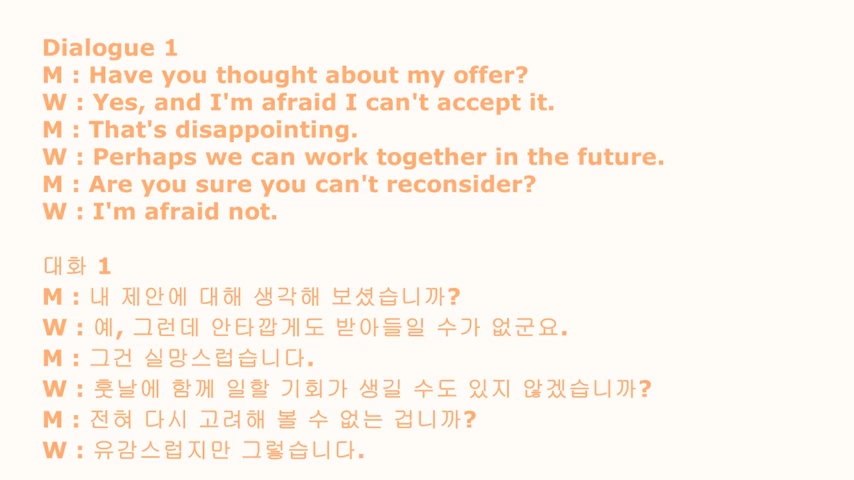 Dialogue 1
M : Have you thought about my offer?
W : Yes, and I'm afraid I can't accept it.
M : That's disappointing.
W : Perhaps we can work together in the future.
M : Are you sure you can't reconsider?
W : I'm afraid not.
대화 1
M : 내 제안에 대해 생각해 보셨습니까?
W : 예, 그런데 안타깝게도 받아들일 수가 없군요.
M : 그건 실망스럽습니다.
W : 훗날에 함께 일할 기회가 생길 수도 있지 않겠습니까?
M : 전혀 다시 고려해 볼 수 없는 겁니까?
W : 유감스럽지만 그렇습니다.